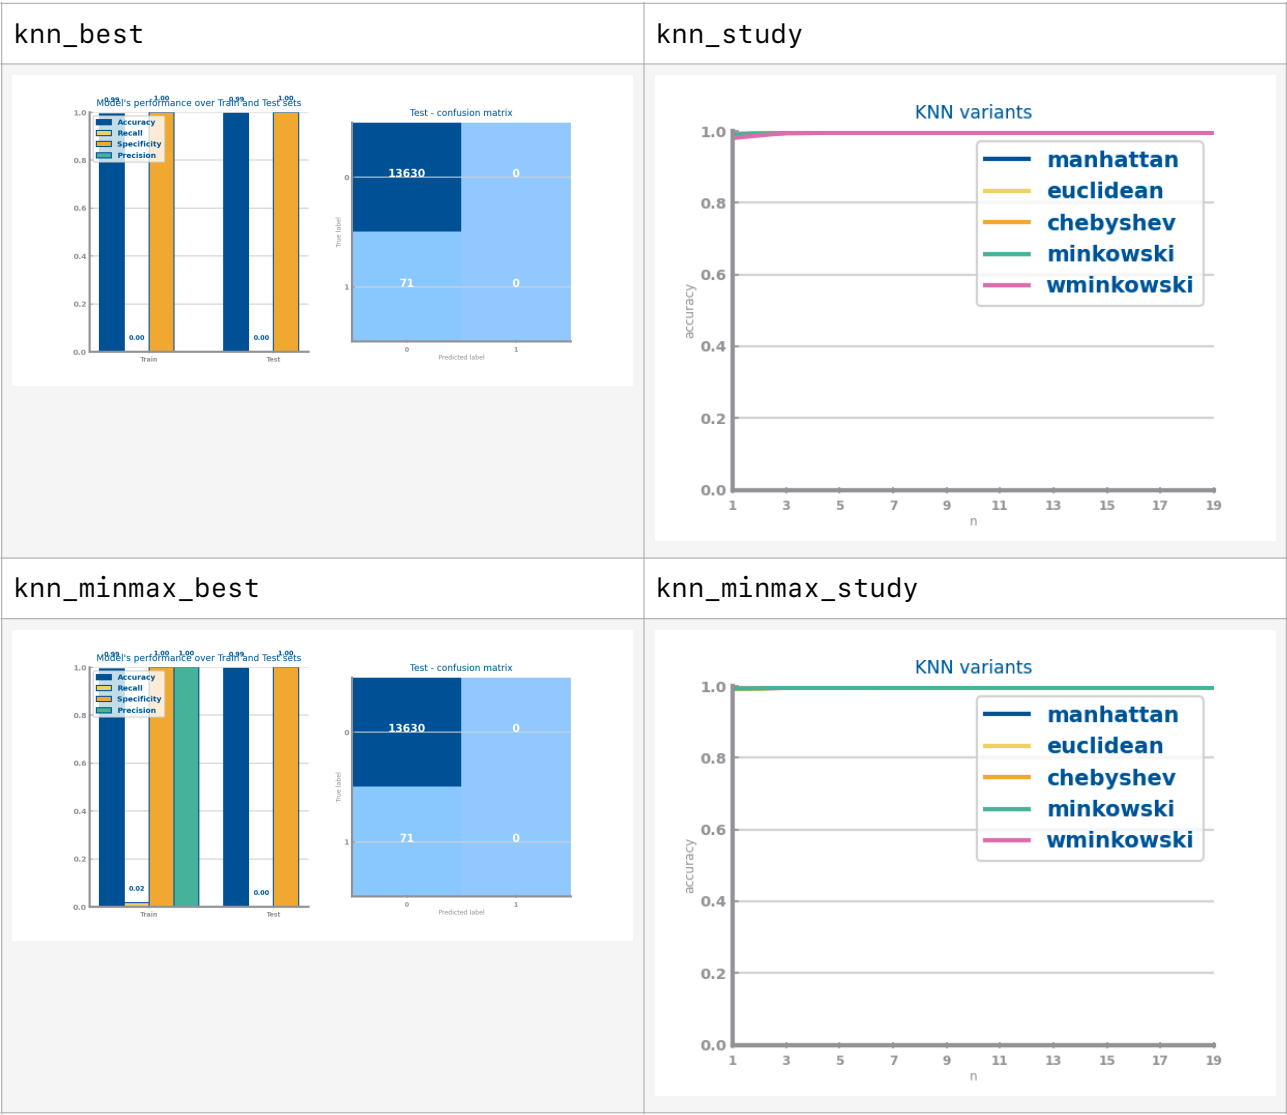 knn_best
knn_study
0.99 1.00 0.99 1.00
Model's performance over Train and Test sets
1.0
0.8
0.6
0.4
0.2
0.0
Accuracy
Recall
Specificity
Precision
0.00
0.00
Train Test
Test - confusion matrix
True label
0
1
13630 0
71 0
0 1
Predicted label
KNN variants
accuracy
1.0
0.8
0.6
0.4
0.2
0.0
manhattan
euclidean
chebyshev
minkowski
wminkowski
1 3 5 7 9 11 13 15 17 19
n
knn_minmax_best
knn_minmax_study
0.99 1.00 1.00 0.99 1.00
Model's performance over Train and Test sets
1.0
0.8
0.6
0.4
0.2
0.0
Accuracy
Recall
Specificity
Precision
0.02
0.00
Train Test
Test - confusion matrix
True label
0
1
13630 0
71 0
0 1
Predicted label
KNN variants
accuracy
1.0
0.8
0.6
0.4
0.2
0.0
manhattan
euclidean
chebyshev
minkowski
wminkowski
1 3 5 7 9 11 13 15 17 19
n